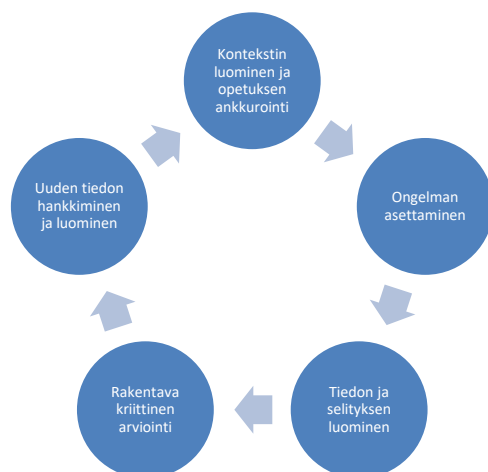 Kontekstin
luominen ja
opetuksen
ankkurointi
Ongelman
asettaminen
Tiedon ja
selityksen
luominen
Rakentava
kriittinen
arviointi
Uuden tiedon
hankkiminen
ja luominen